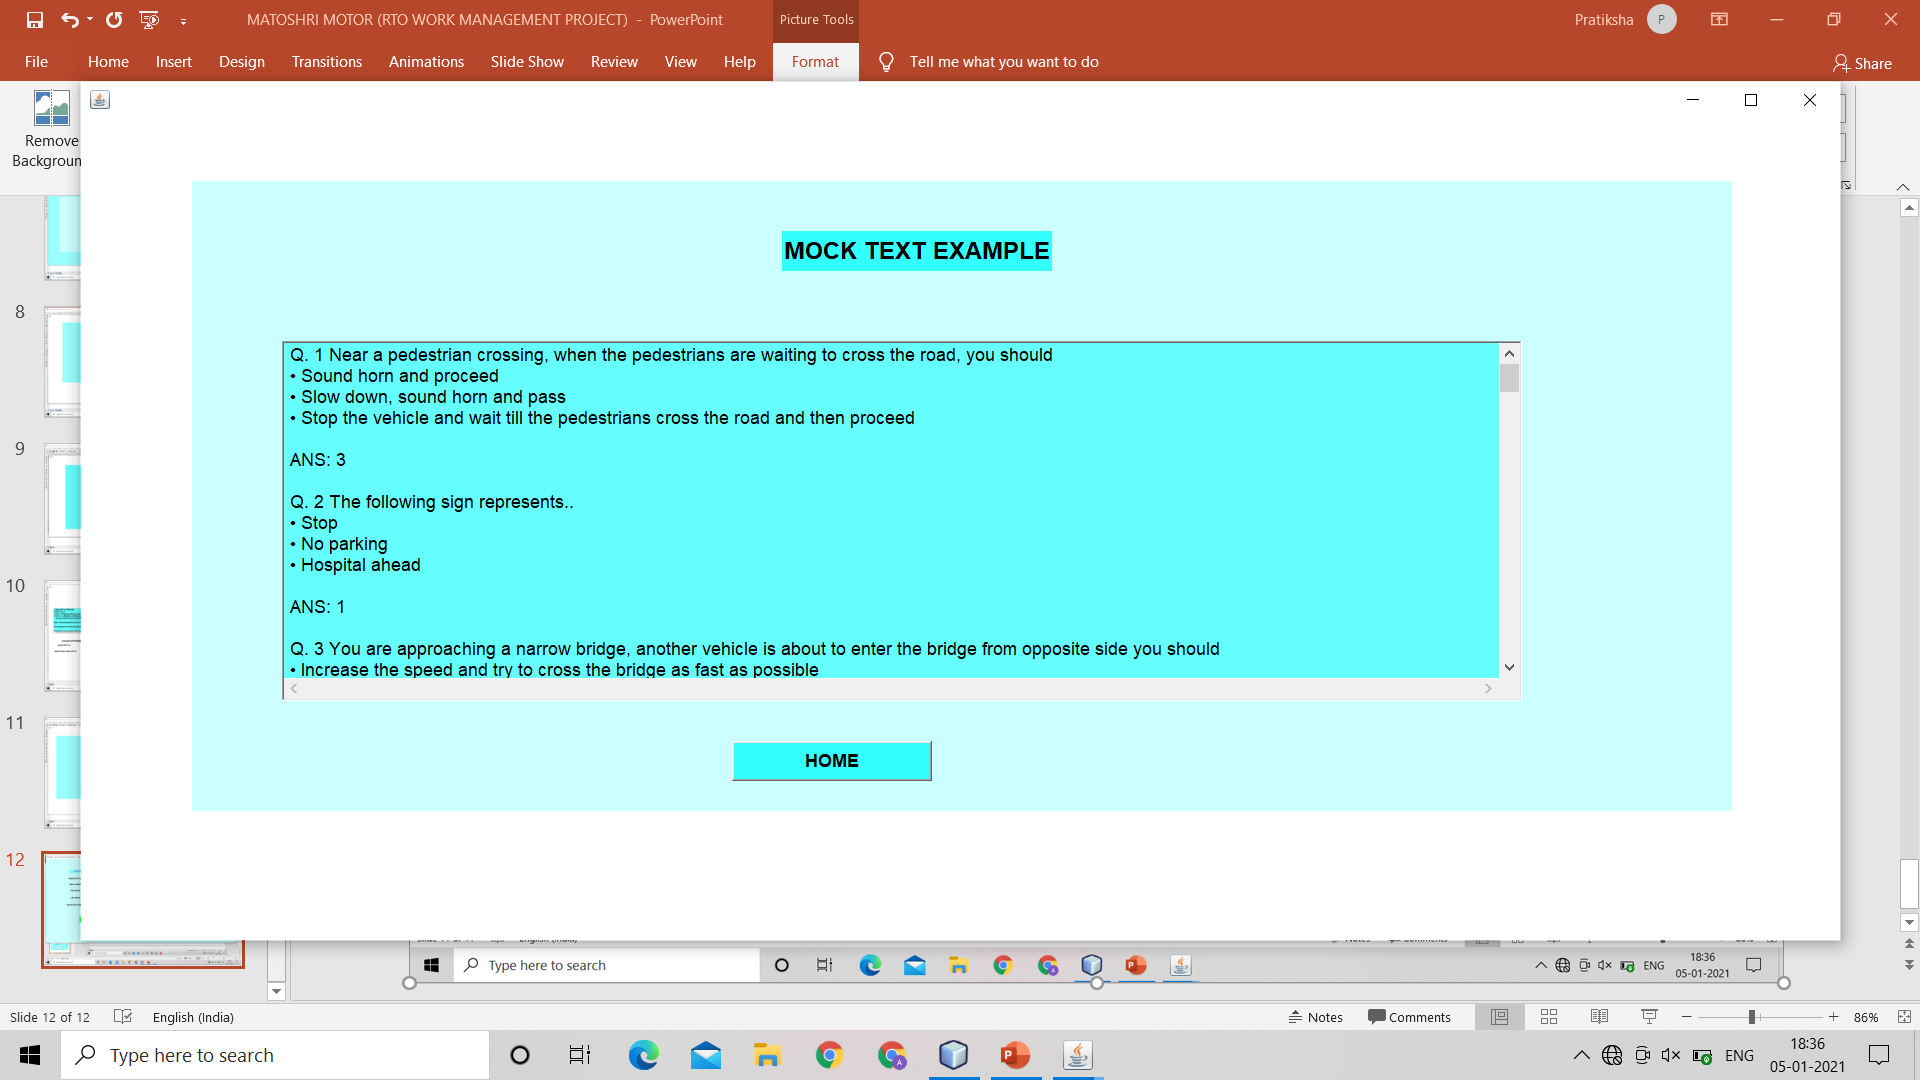 MATOSHRI MOTOR (RTO WORK MANAGEMENT PROJECT) - PowerPoint
Picture Tools
Pratiksha
P
File
Home
Insert
Design
Transitions
Animations
Slide Show
Review
View
Help
Format
Tell me what you want to do
Share
Remove
Backgroun
MOCK TEXT EXAMPLE
Q. 1 Near a pedestrian crossing, when the pedestrians are waiting to cross the road, you should
• Sound horn and proceed
• Slow down, sound horn and pass
• Stop the vehicle and wait till the pedestrians cross the road and then proceed
ANS: 3
Q. 2 The following sign represents..
• Stop
• No parking
• Hospital ahead
ANS: 1
Q. 3 You are approaching a narrow bridge, another vehicle is about to enter the bridge from opposite side you should
• Increase the speed and try to cross the bridge as fast as possible
HOME
8
9
10
11
12
Type here to search
ENG
18:36
05-01-2021
Slide 12 of 12
English (India)
Notes
Comments
86%
Type here to search
ENG
18:36
05-01-2021